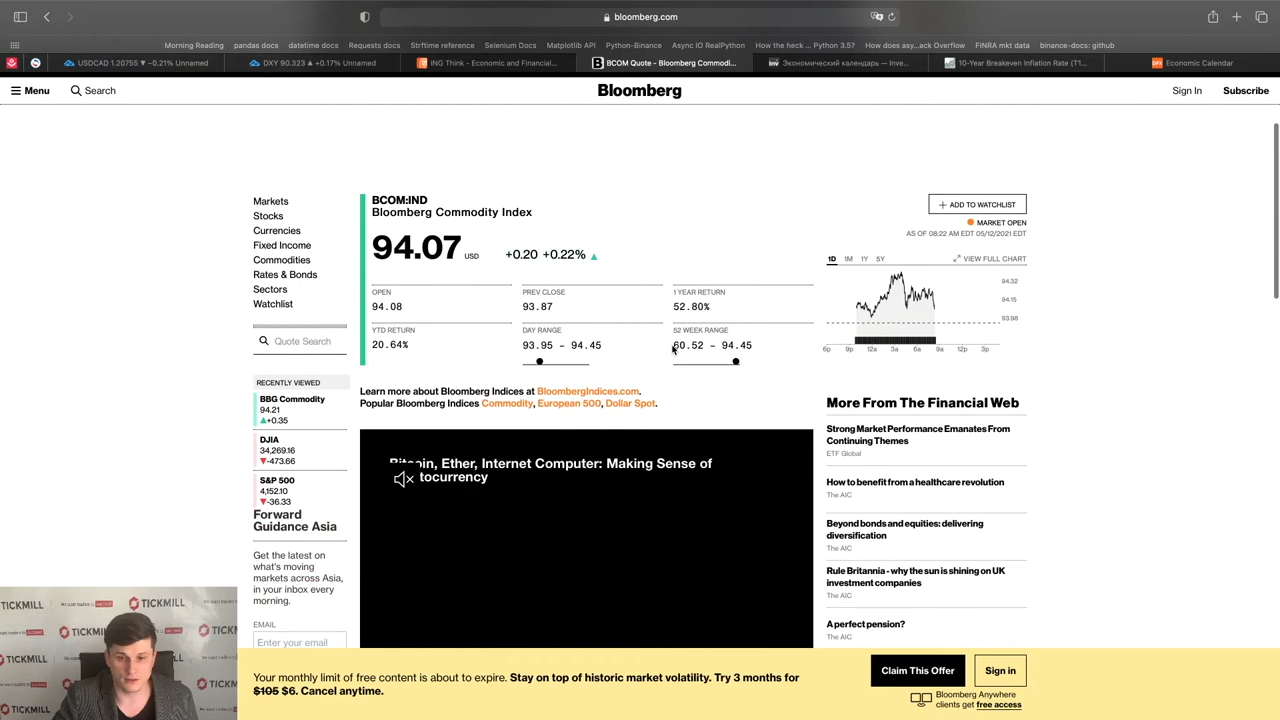 bloomberg.com
Morning Reading
pandas docs
datetime docs
Requests docs
Strftime reference
Selenium Docs
Matplotlib API
Python-Binance
Async IO RealPython
How the heck ... Python 3.5?
How does asy...ack Overflow
FINRA mkt data
binance-docs: github
USDCAD 1.20755 ▼ −0.21% Unnamed
DXY 90.323 ▲ +0.17% Unnamed
ING Think - Economic and Financial...
BCOM Quote - Bloomberg Commodi...
Экономический календарь — Inve...
10-Year Breakeven Inflation Rate (T1...
Economic Calendar
Menu
Search
Bloomberg
Sign In
Subscribe
Markets
Stocks
Currencies
Fixed Income
Commodities
Rates & Bonds
Sectors
Watchlist
Quote Search
RECENTLY VIEWED
BBG Commodity
94.21
▲+0.35
DJIA
34,269.16
▼-473.66
S&P 500
4,152.10
▼-36.33
Forward
Guidance Asia
Get the latest on
what's moving
markets across Asia,
in your inbox every
morning.
EMAIL
Enter your email
BCOM:IND
Bloomberg Commodity Index
94.07 USD +0.20 +0.22% ▲
OPEN
94.08
PREV CLOSE
93.87
1 YEAR RETURN
52.80%
YTD RETURN
20.64%
DAY RANGE
93.95 – 94.45
52 WEEK RANGE
60.52 – 94.45
Learn more about Bloomberg Indices at BloombergIndices.com.
Popular Bloomberg Indices Commodity, European 500, Dollar Spot.
Bitcoin, Ether, Internet Computer: Making Sense of
tocurrency
+ ADD TO WATCHLIST
MARKET OPEN
AS OF 08:22 AM EDT 05/12/2021 EDT
1D 1M 1Y 5Y
VIEW FULL CHART
94.32
94.15
93.98
6p 9p 12a 3a 6a 9a 12p 3p
More From The Financial Web
Strong Market Performance Emanates From
Continuing Themes
ETF Global
How to benefit from a healthcare revolution
The AIC
Beyond bonds and equities: delivering
diversification
The AIC
Rule Britannia - why the sun is shining on UK
investment companies
The AIC
A perfect pension?
The AIC
TICKMILL
TICKMILL
TICKMILL
Your monthly limit of free content is about to expire. Stay on top of historic market volatility. Try 3 months for
$105 $6. Cancel anytime.
Claim This Offer
Sign in
Bloomberg Anywhere
clients get free access